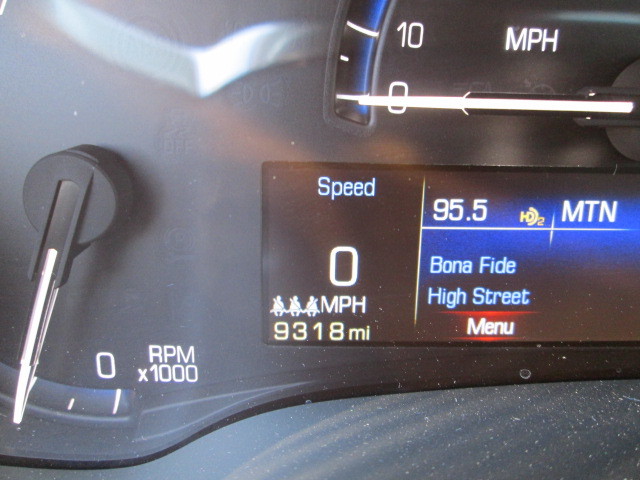 10 MPH
0
Speed
95.5 HD2 MTN
0
Bona Fide
High Street
MPH
9318 mi
Menu
0 RPM
x1000